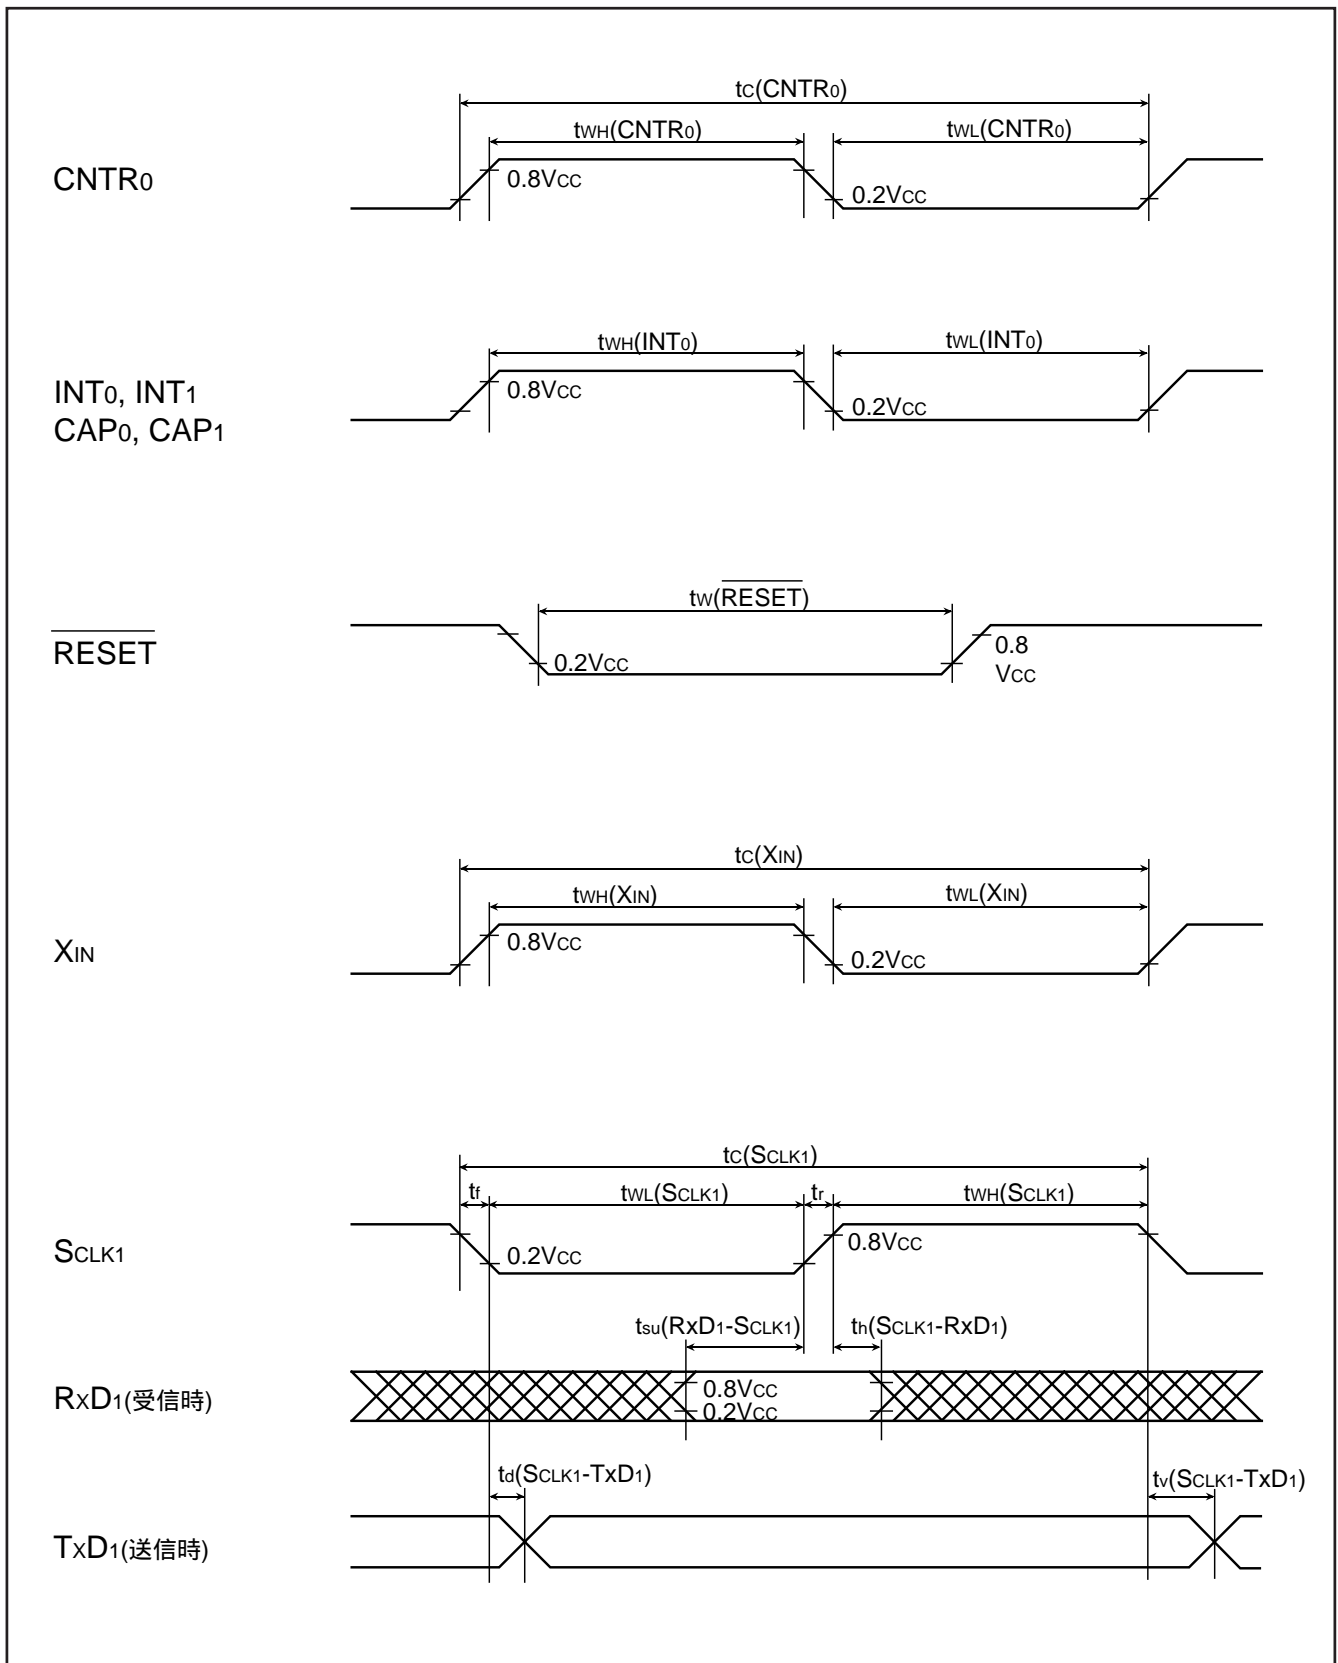 tC(CNTR0)
tWH(CNTR0) tWL(CNTR0)
CNTR0
0.8VCC
0.2VCC
tWH(INT0) tWL(INT0)
INT0, INT1
CAP0, CAP1
0.8VCC
0.2VCC
tW(RESET)
RESET
0.2VCC
0.8
VCC
tC(XIN)
tWH(XIN) tWL(XIN)
XIN
0.8VCC
0.2VCC
tC(SCLK1)
tf tWL(SCLK1) tr tWH(SCLK1)
SCLK1
0.2VCC
0.8VCC
tsu(RxD1-SCLK1) th(SCLK1-RxD1)
RXD1(受信時)
0.8VCC
0.2VCC
td(SCLK1-TxD1) tv(SCLK1-TxD1)
TXD1(送信時)